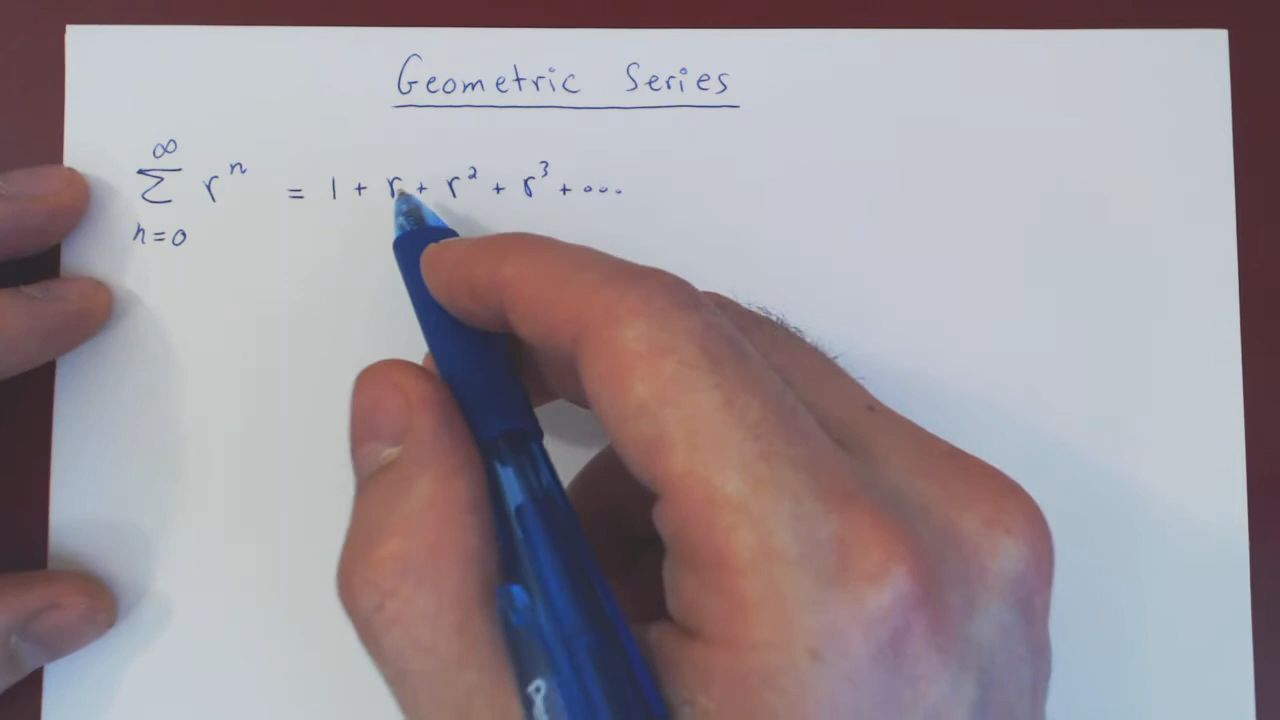 Geometric Series
∞
∑ rⁿ = 1 + r + r² + r³ + ...
n=0